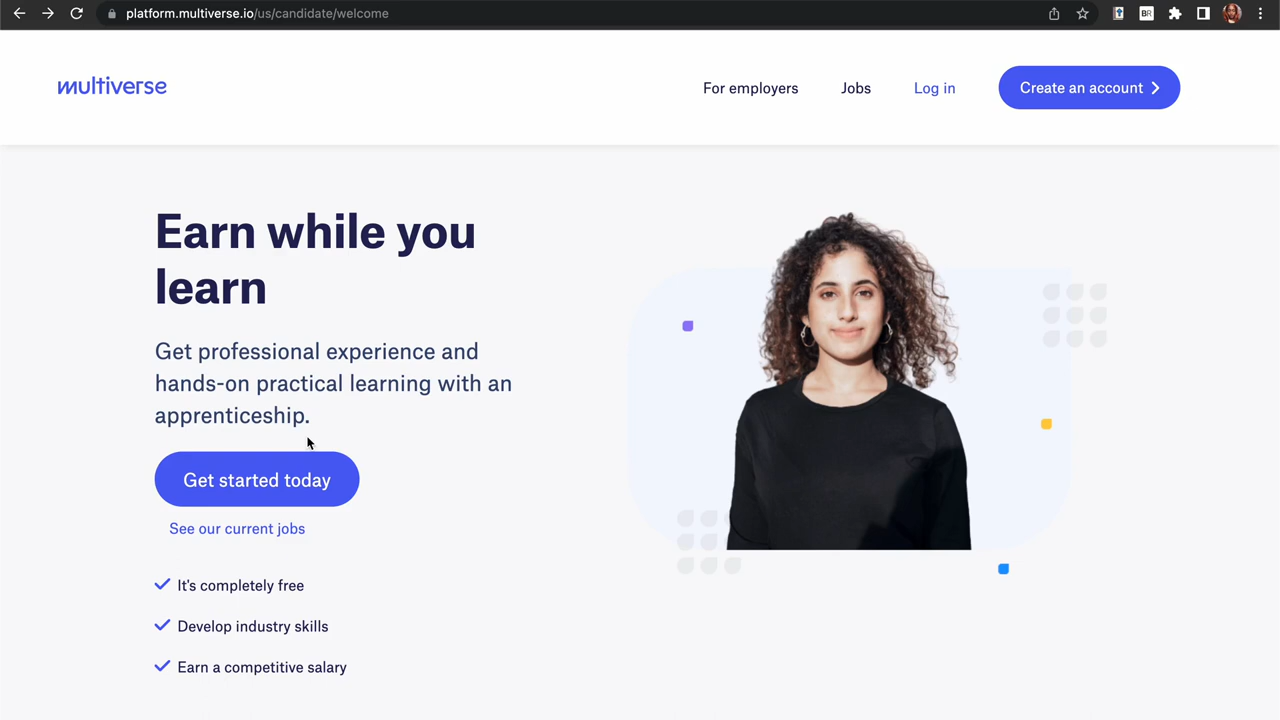 platform.multiverse.io/us/candidate/welcome
BR
multiverse
For employers
Jobs
Log in
Create an account
Earn while you
learn
Get professional experience and
hands-on practical learning with an
apprenticeship.
Get started today
See our current jobs
It's completely free
Develop industry skills
Earn a competitive salary